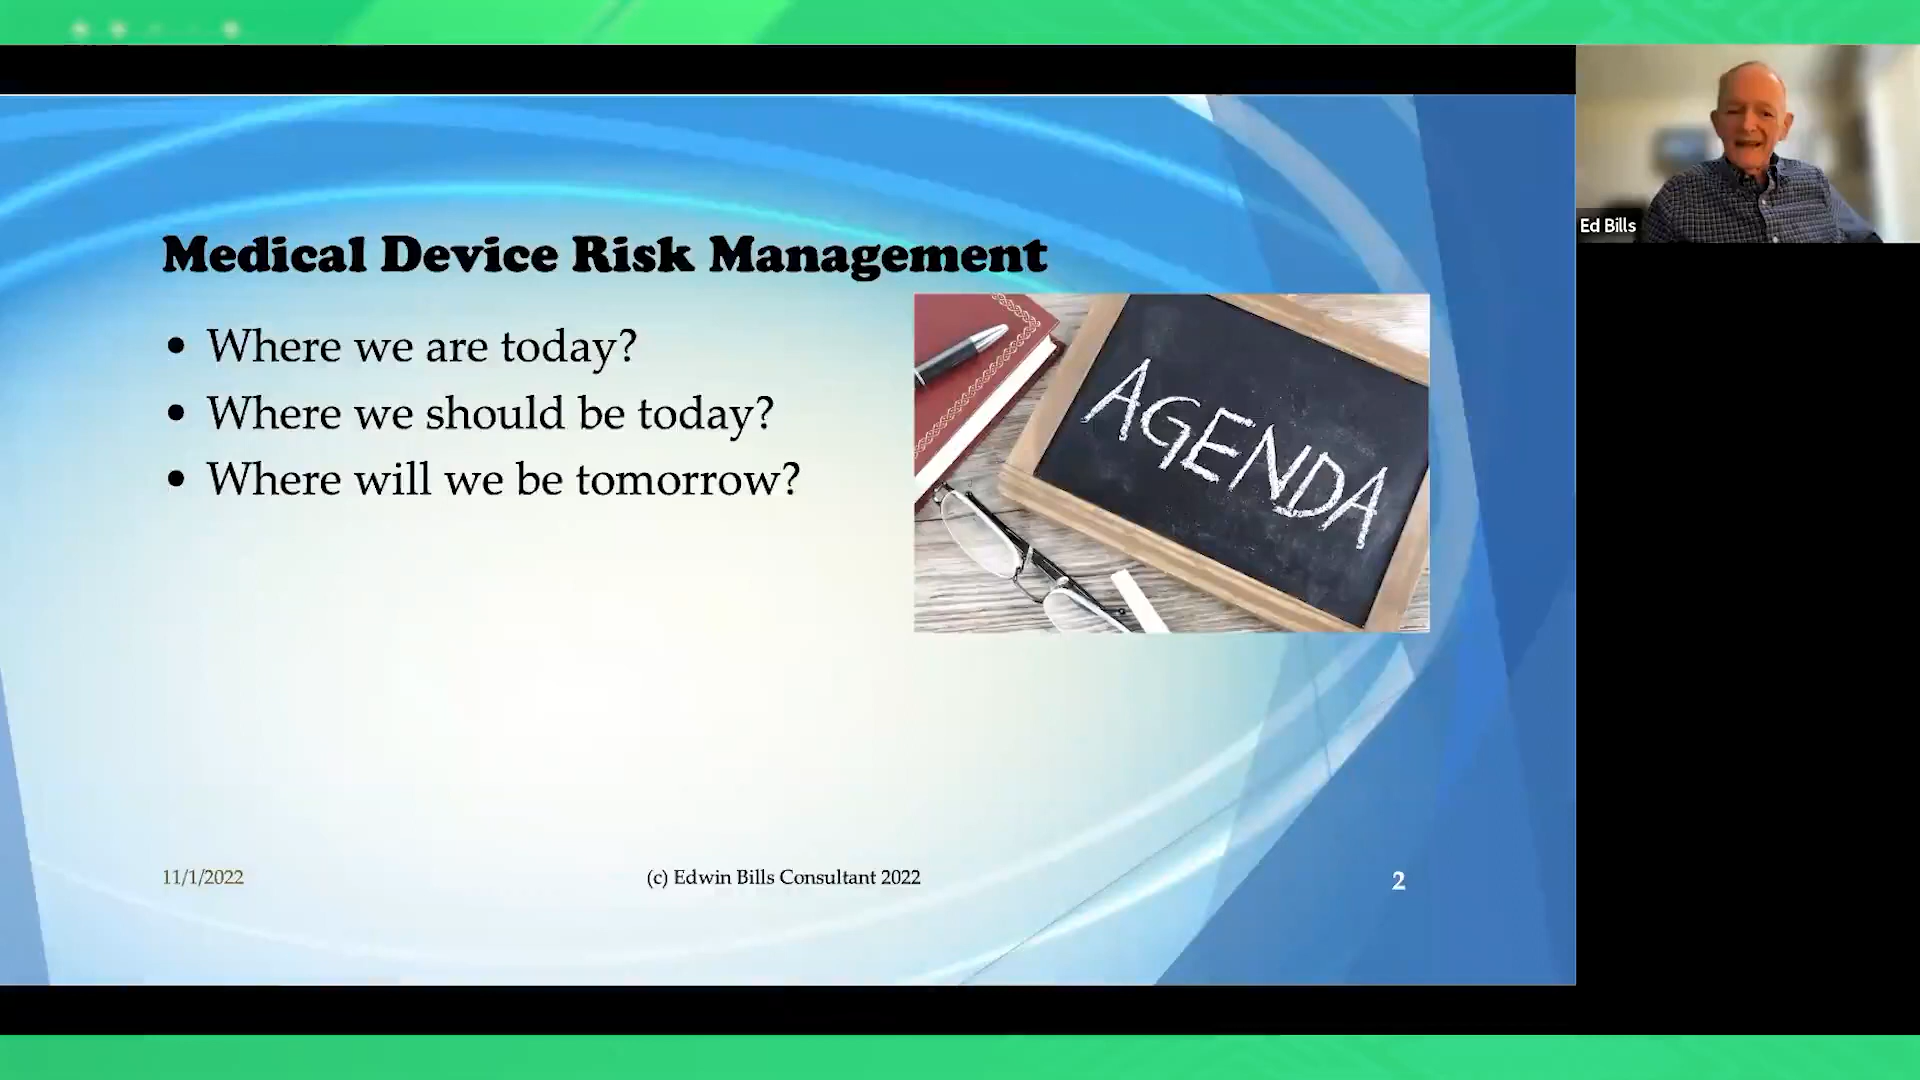 Medical Device Risk Management
• Where we are today?
• Where we should be today?
• Where will we be tomorrow?
AGENDA
11/1/2022
(c) Edwin Bills Consultant 2022
2
Ed Bills